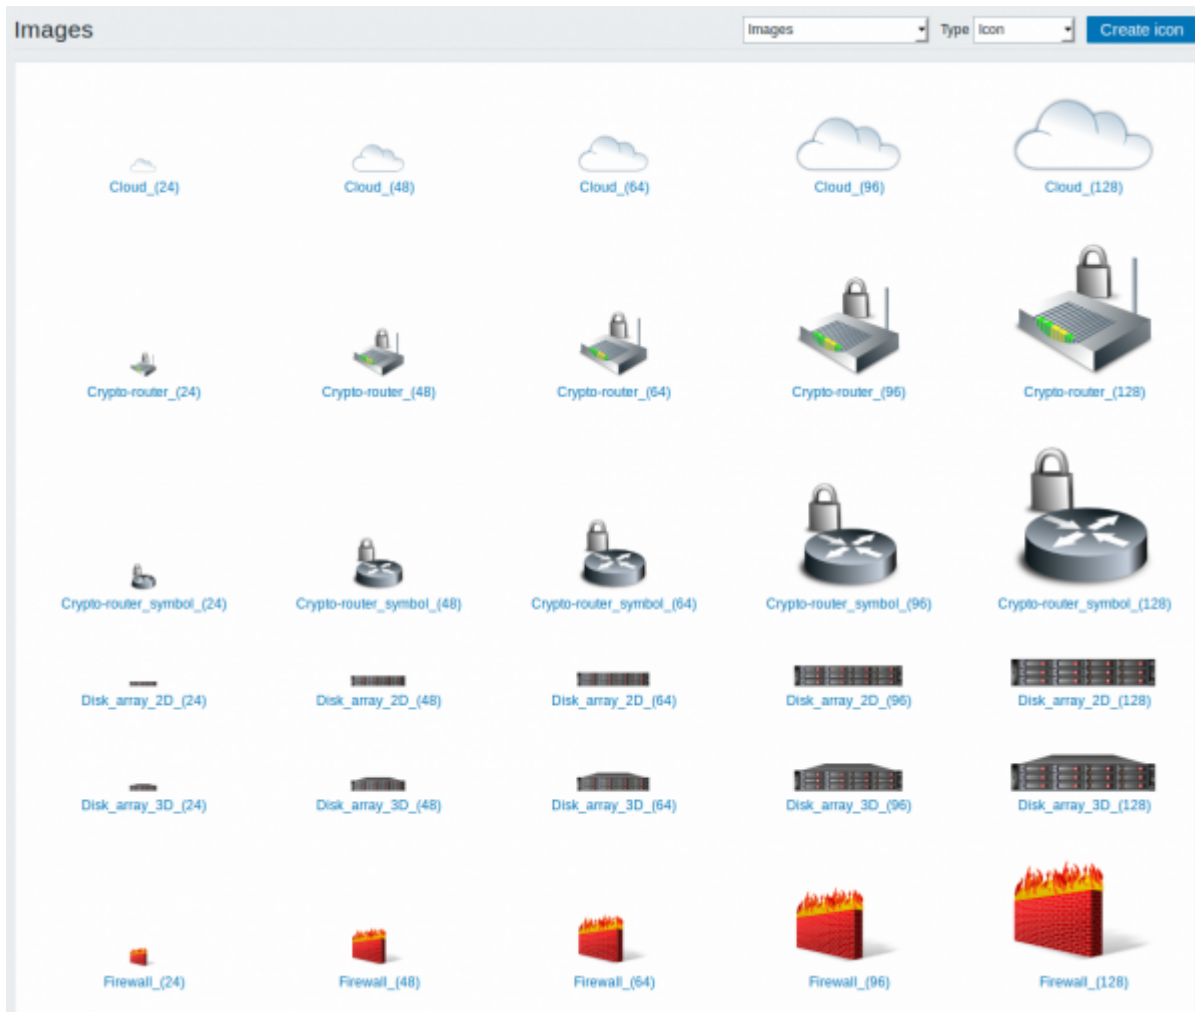 Images Images Type Icon Create icon
Cloud_(24) Cloud_(48) Cloud_(64) Cloud_(96) Cloud_(128)
Crypto-router_(24) Crypto-router_(48) Crypto-router_(64) Crypto-router_(96) Crypto-router_(128)
Crypto-router_symbol_(24) Crypto-router_symbol_(48) Crypto-router_symbol_(64) Crypto-router_symbol_(96) Crypto-router_symbol_(128)
Disk_array_2D_(24) Disk_array_2D_(48) Disk_array_2D_(64) Disk_array_2D_(96) Disk_array_2D_(128)
Disk_array_3D_(24) Disk_array_3D_(48) Disk_array_3D_(64) Disk_array_3D_(96) Disk_array_3D_(128)
Firewall_(24) Firewall_(48) Firewall_(64) Firewall_(96) Firewall_(128)